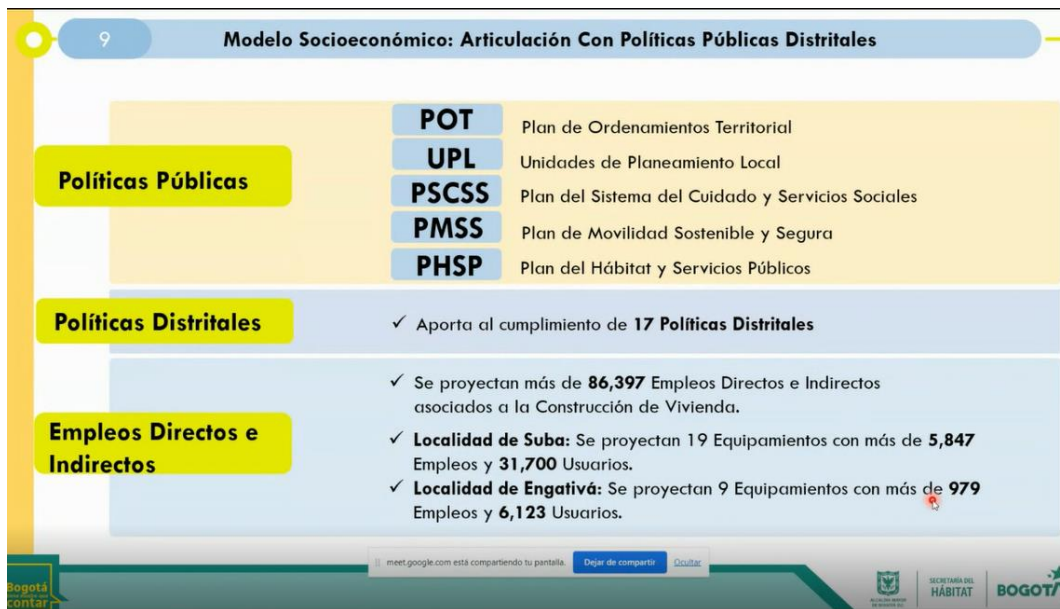 9
Modelo Socioeconómico: Articulación Con Políticas Públicas Distritales
Políticas Públicas
POT Plan de Ordenamientos Territorial
UPL Unidades de Planeamiento Local
PSCSS Plan del Sistema del Cuidado y Servicios Sociales
PMSS Plan de Movilidad Sostenible y Segura
PHSP Plan del Hábitat y Servicios Públicos
Políticas Distritales
✓ Aporta al cumplimiento de 17 Políticas Distritales
Empleos Directos e
Indirectos
✓ Se proyectan más de 86,397 Empleos Directos e Indirectos
asociados a la Construcción de Vivienda.
✓ Localidad de Suba: Se proyectan 19 Equipamientos con más de 5,847
Empleos y 31,700 Usuarios.
✓ Localidad de Engativá: Se proyectan 9 Equipamientos con más de 979
Empleos y 6,123 Usuarios.
meet.google.com está compartiendo tu pantalla. Dejar de compartir Ocultar
Bogotá
contar
SECRETARÍA DEL
HÁBITAT
BOGOTÁ